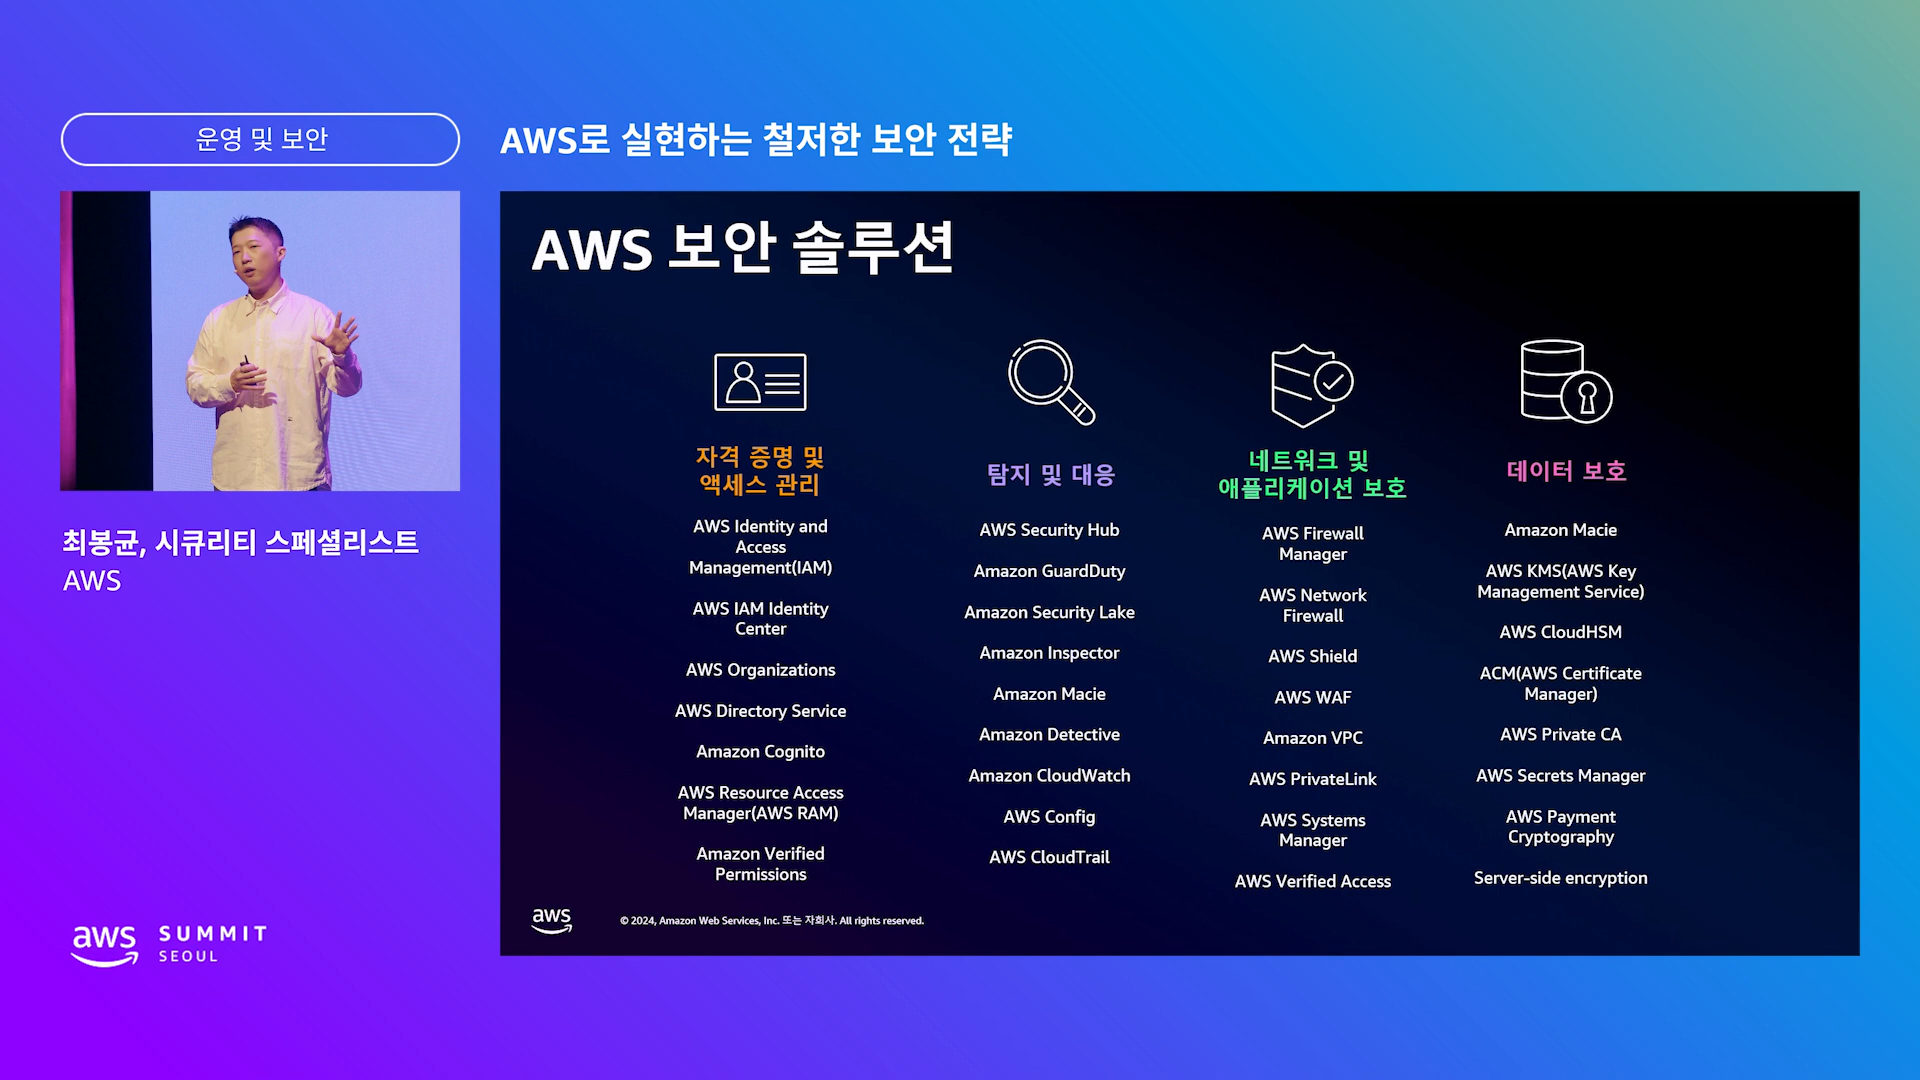 운영 및 보안
AWS로 실현하는 철저한 보안 전략
최봉균, 시큐리티 스페셜리스트
AWS
aws SUMMIT
SEOUL
AWS 보안 솔루션
자격 증명 및
액세스 관리
AWS Identity and
Access
Management(IAM)
AWS IAM Identity
Center
AWS Organizations
AWS Directory Service
Amazon Cognito
AWS Resource Access
Manager(AWS RAM)
Amazon Verified
Permissions
탐지 및 대응
AWS Security Hub
Amazon GuardDuty
Amazon Security Lake
Amazon Inspector
Amazon Macie
Amazon Detective
Amazon CloudWatch
AWS Config
AWS CloudTrail
네트워크 및
애플리케이션 보호
AWS Firewall
Manager
AWS Network
Firewall
AWS Shield
AWS WAF
Amazon VPC
AWS PrivateLink
AWS Systems
Manager
AWS Verified Access
데이터 보호
Amazon Macie
AWS KMS(AWS Key
Management Service)
AWS CloudHSM
ACM(AWS Certificate
Manager)
AWS Private CA
AWS Secrets Manager
AWS Payment
Cryptography
Server-side encryption
aws
© 2024, Amazon Web Services, Inc. 또는 자회사. All rights reserved.